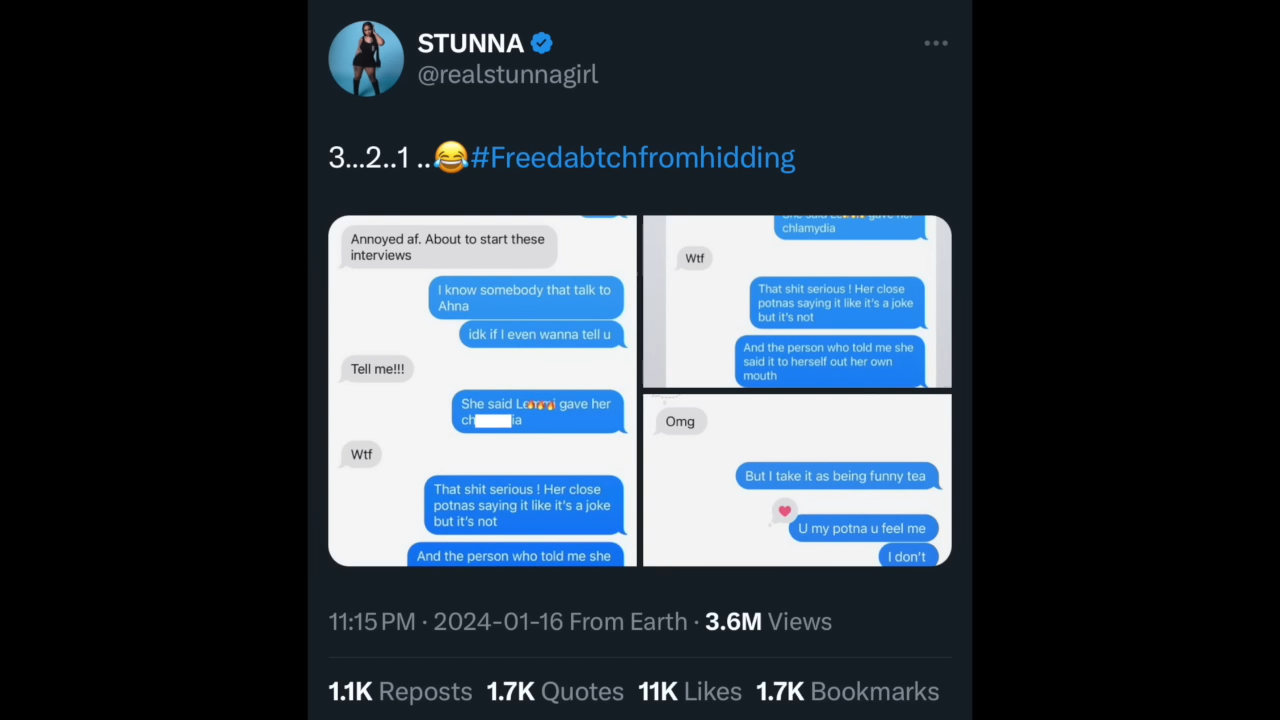 STUNNA
@realstunnagirl
3...2..1 ..😂#Freedabtchfromhidding
Annoyed af. About to start these
interviews
I know somebody that talk to
Ahna
idk if I even wanna tell u
Tell me!!!
She said gave her
ch ia
Wtf
That shit serious ! Her close
potnas saying it like it's a joke
but it's not
And the person who told me she
She said gave her
chlamydia
Wtf
That shit serious ! Her close
potnas saying it like it's a joke
but it's not
And the person who told me she
said it to herself out her own
mouth
Omg
But I take it as being funny tea
U my potna u feel me
I don't
11:15 PM · 2024-01-16 From Earth · 3.6M Views
1.1K Reposts 1.7K Quotes 11K Likes 1.7K Bookmarks